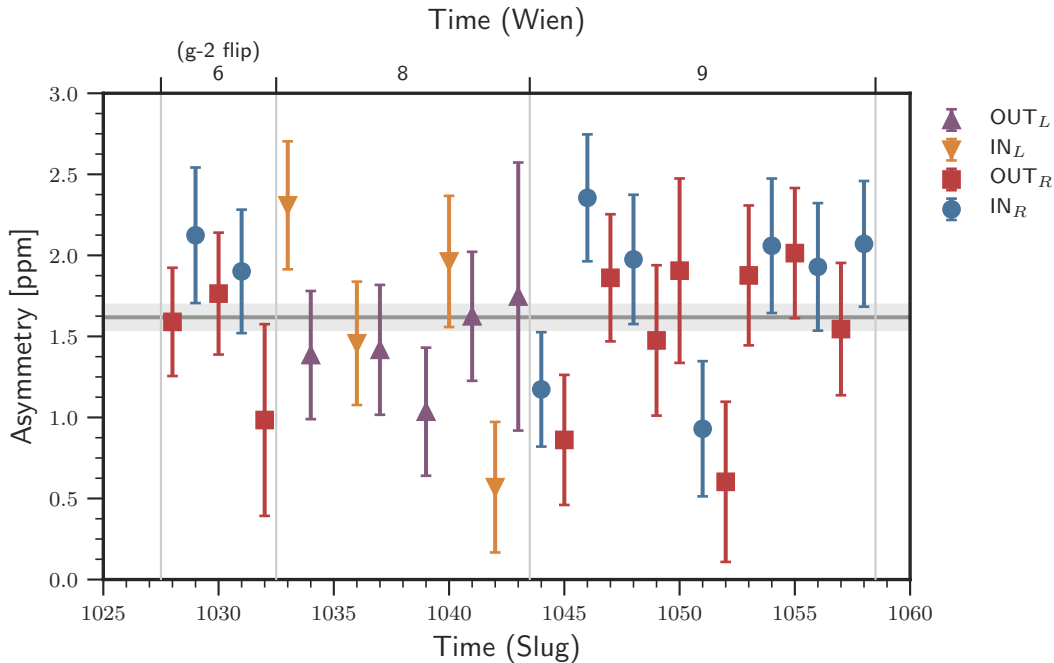 Time (Wien)
(g-2 flip)
6 8 9
3.0
2.5
2.0
1.5
1.0
0.5
0.0
Asymmetry [ppm]
1025 1030 1035 1040 1045 1050 1055 1060
Time (Slug)
OUT_L
IN_L
OUT_R
IN_R